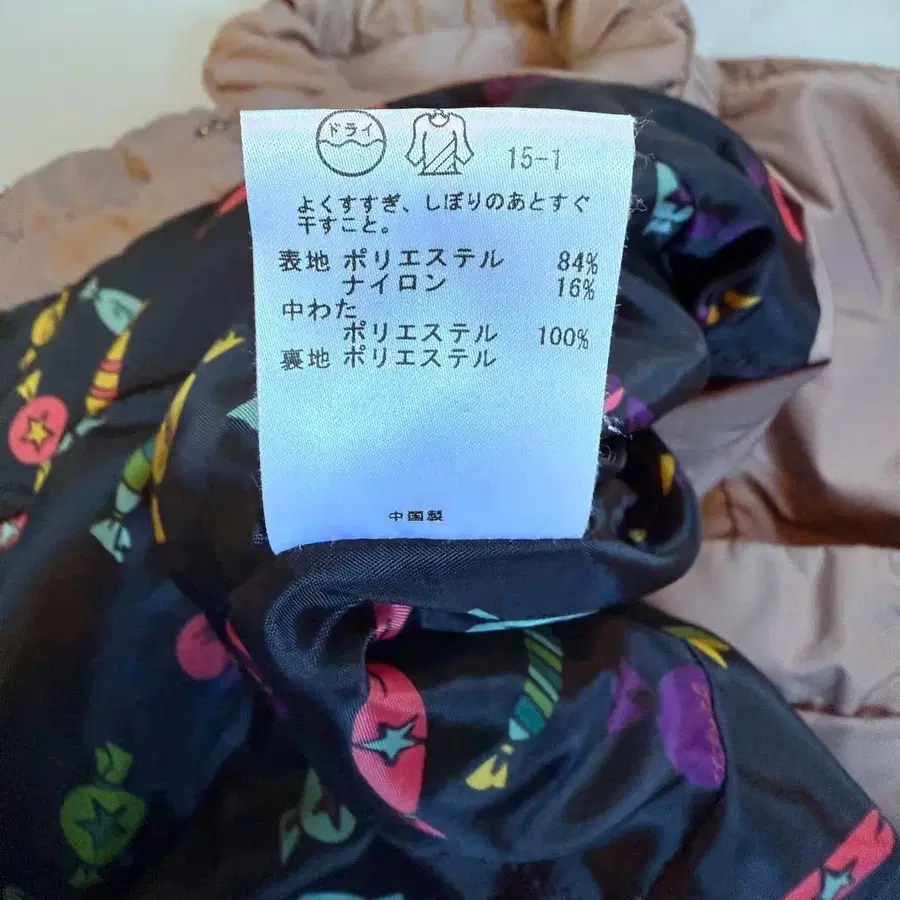 ドライ
15-1
よくすすぎ、しぼりのあとすぐ
干すこと。
表地 ポリエステル 84%
ナイロン 16%
中わた
ポリエステル 100%
裏地 ポリエステル
中国製